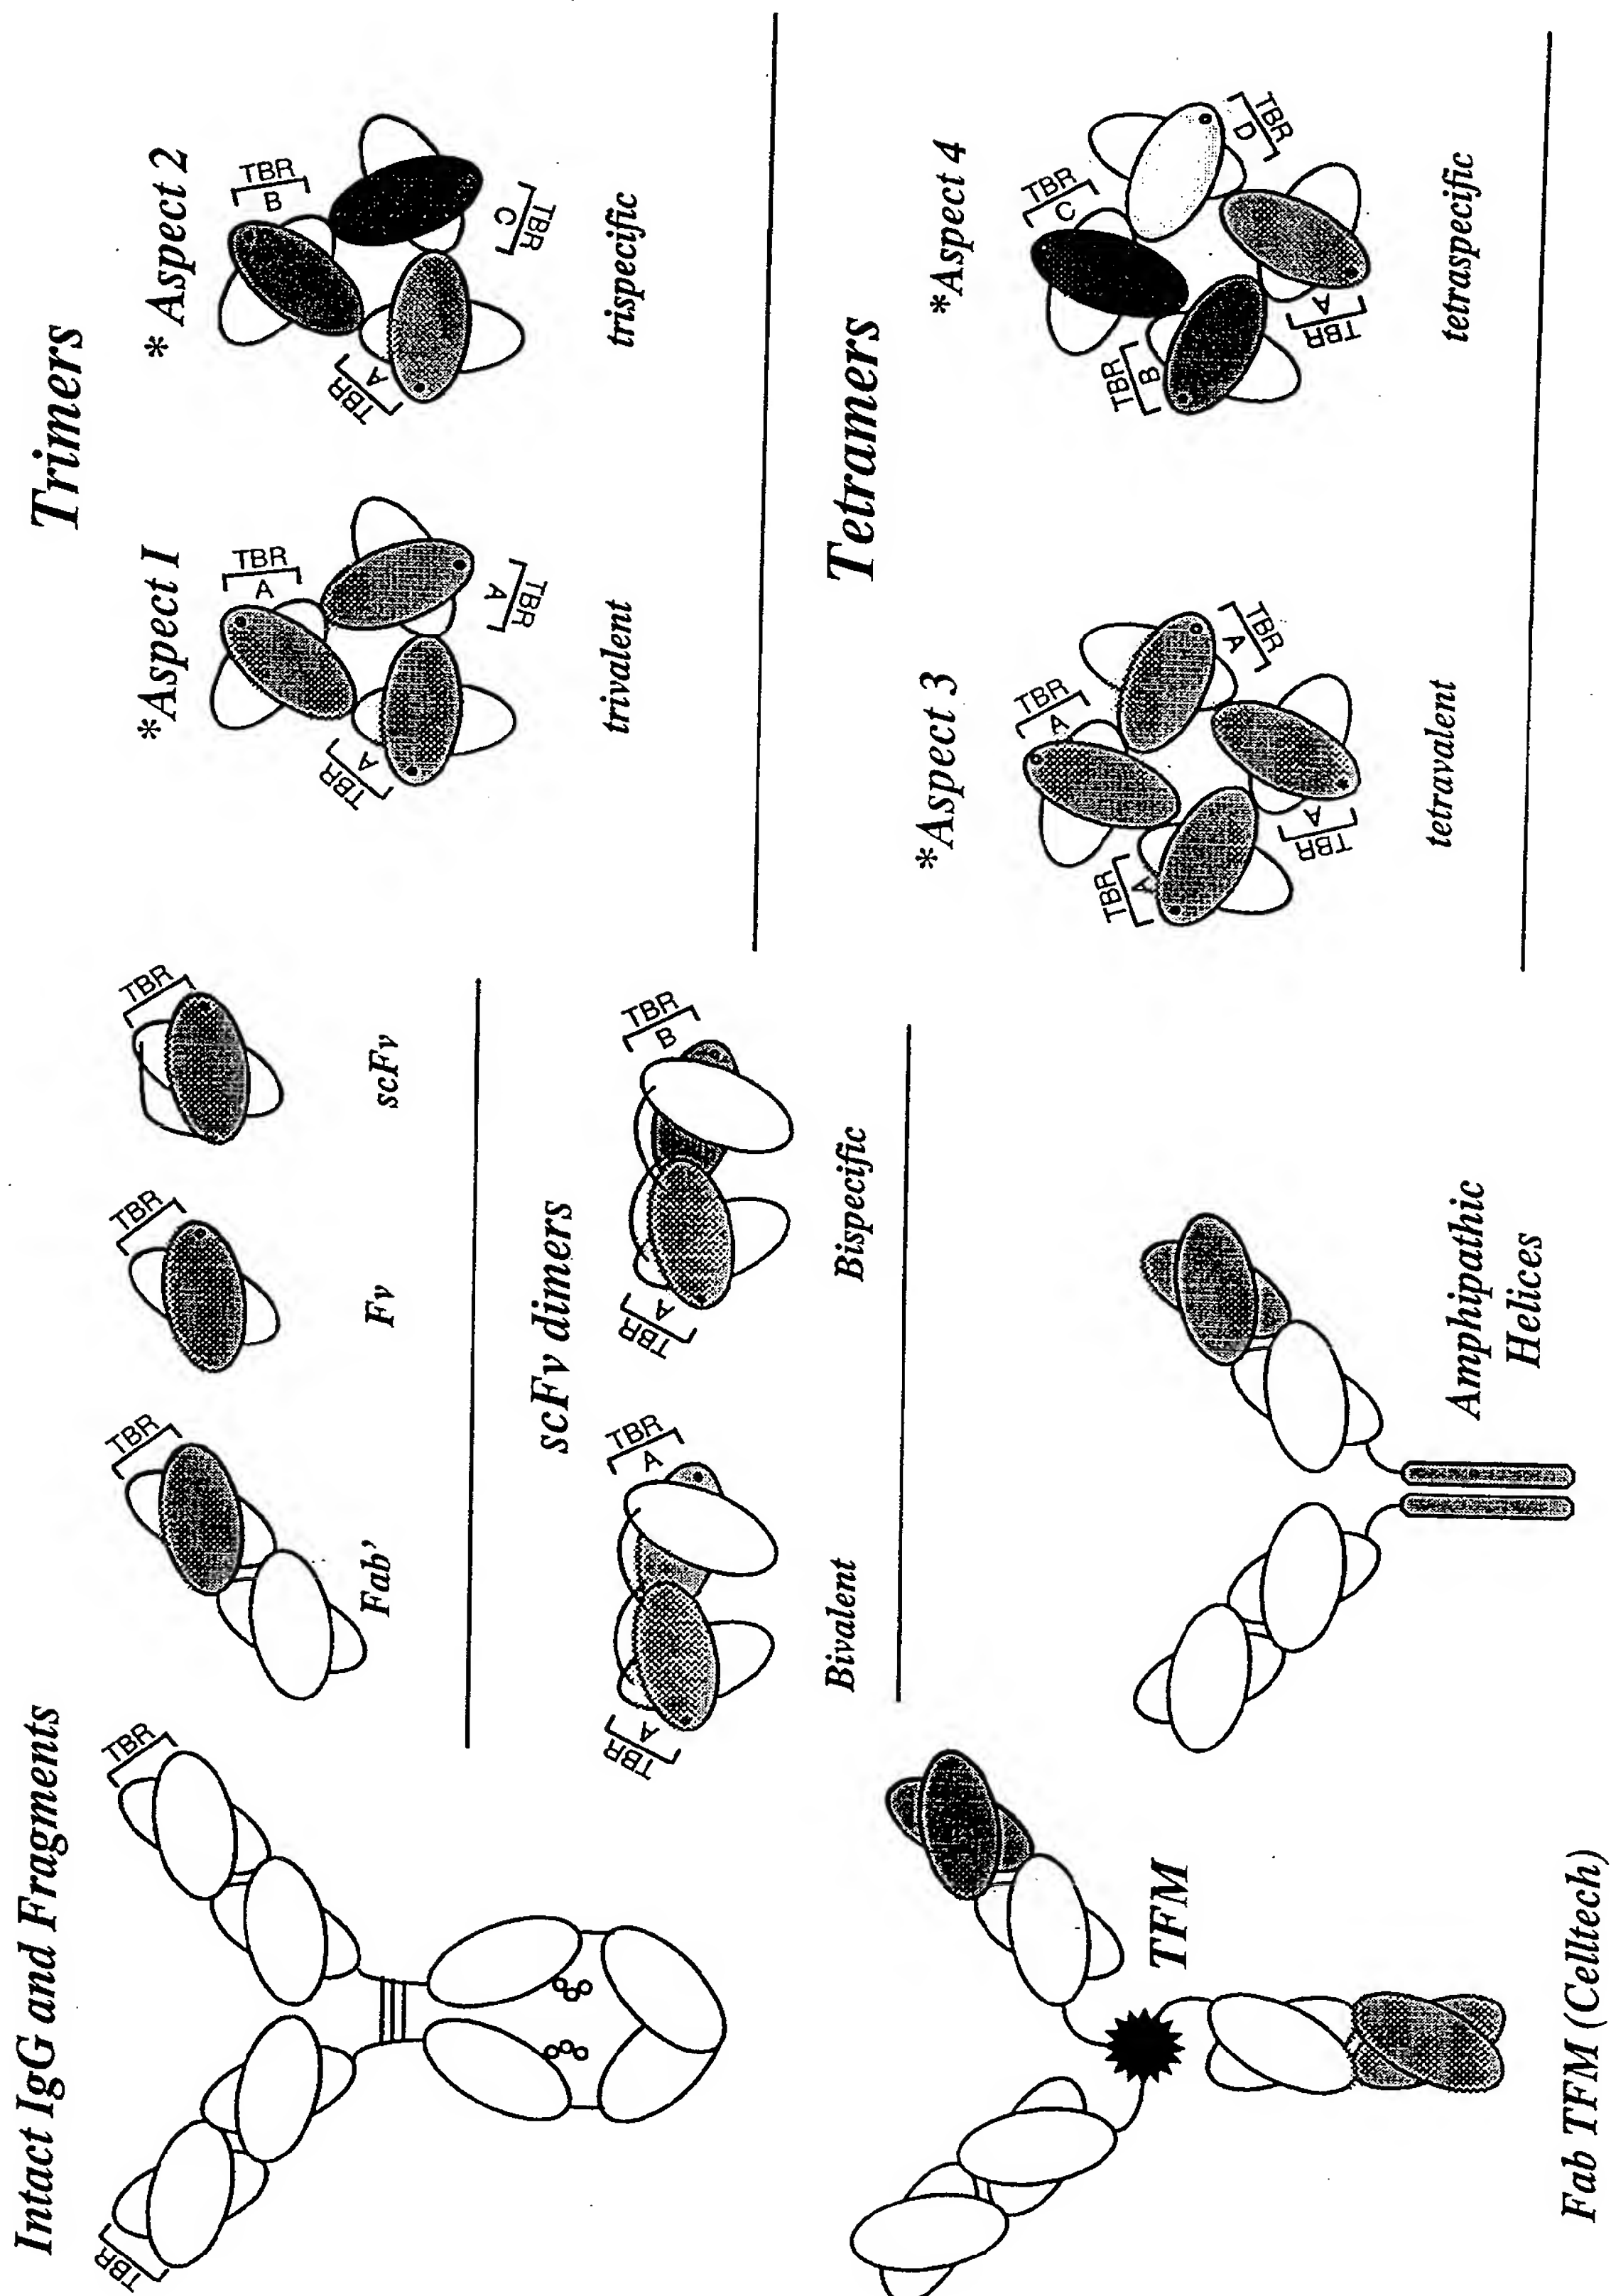 Intact IgG and Fragments
TBR
TBR
TBR
Fab'
TBR
Fv
TBR
scFv
scFv dimers
TBR
A
TBR
A
Bivalent
TBR
A
TBR
B
Bispecific
TFM
Fab TFM (Celltech)
Amphipathic
Helices
Trimers
*Aspect I
TBR
A
TBR
A
TBR
A
trivalent
* Aspect 2
TBR
A
TBR
B
TBR
C
trispecific
Tetramers
*Aspect 3
TBR
A
TBR
A
TBR
A
TBR
A
tetravalent
*Aspect 4
TBR
B
TBR
C
TBR
D
TBR
A
tetraspecific